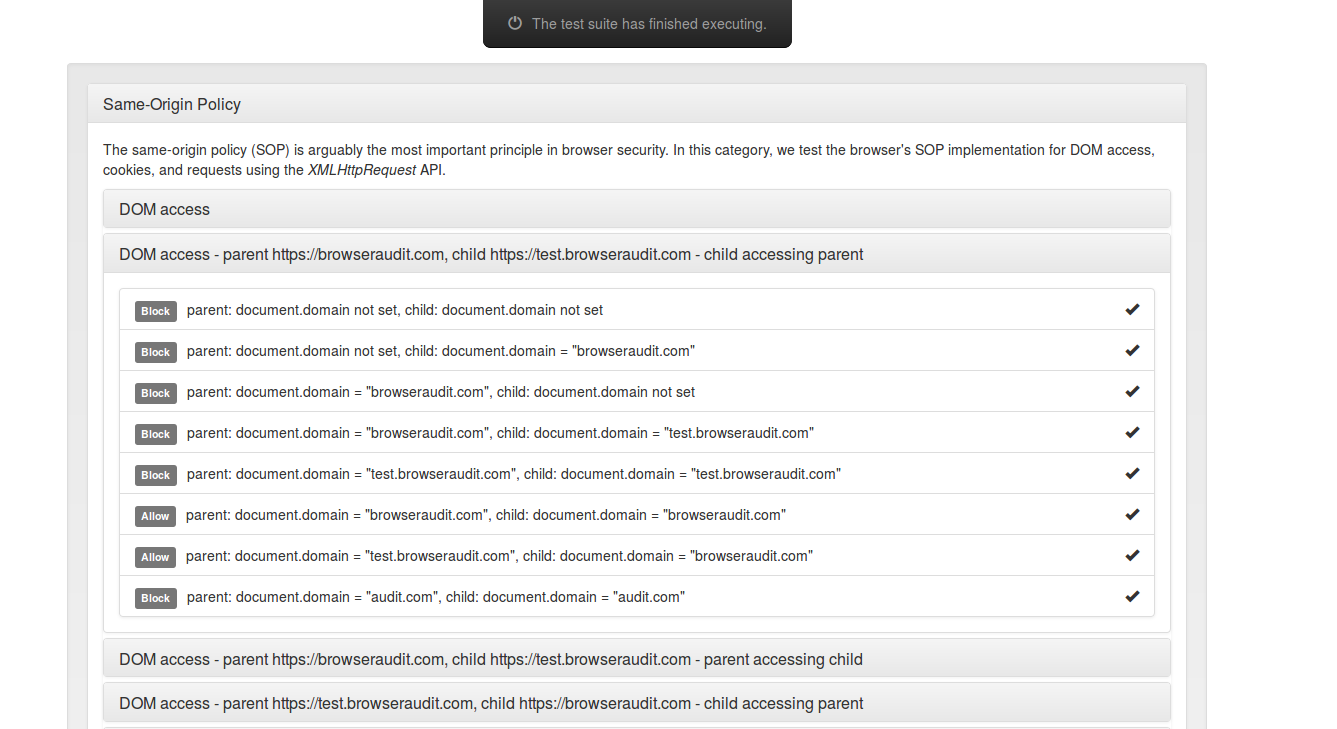 The test suite has finished executing.
Same-Origin Policy
The same-origin policy (SOP) is arguably the most important principle in browser security. In this category, we test the browser's SOP implementation for DOM access,
cookies, and requests using the XMLHttpRequest API.
DOM access
DOM access - parent https://browseraudit.com, child https://test.browseraudit.com - child accessing parent
Block parent: document.domain not set, child: document.domain not set
Block parent: document.domain not set, child: document.domain = "browseraudit.com"
Block parent: document.domain = "browseraudit.com", child: document.domain not set
Block parent: document.domain = "browseraudit.com", child: document.domain = "test.browseraudit.com"
Block parent: document.domain = "test.browseraudit.com", child: document.domain = "test.browseraudit.com"
Allow parent: document.domain = "browseraudit.com", child: document.domain = "browseraudit.com"
Allow parent: document.domain = "test.browseraudit.com", child: document.domain = "browseraudit.com"
Block parent: document.domain = "audit.com", child: document.domain = "audit.com"
DOM access - parent https://browseraudit.com, child https://test.browseraudit.com - parent accessing child
DOM access - parent https://test.browseraudit.com, child https://browseraudit.com - child accessing parent